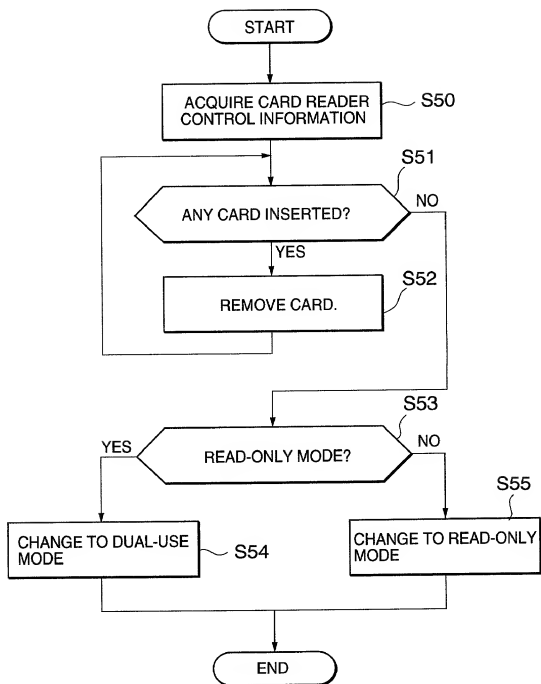 START
ACQUIRE CARD READER
CONTROL INFORMATION
S50
S51
ANY CARD INSERTED?
NO
YES
S52
REMOVE CARD.
S53
YES
READ-ONLY MODE?
NO
S55
CHANGE TO DUAL-USE
MODE
S54
CHANGE TO READ-ONLY
MODE
END